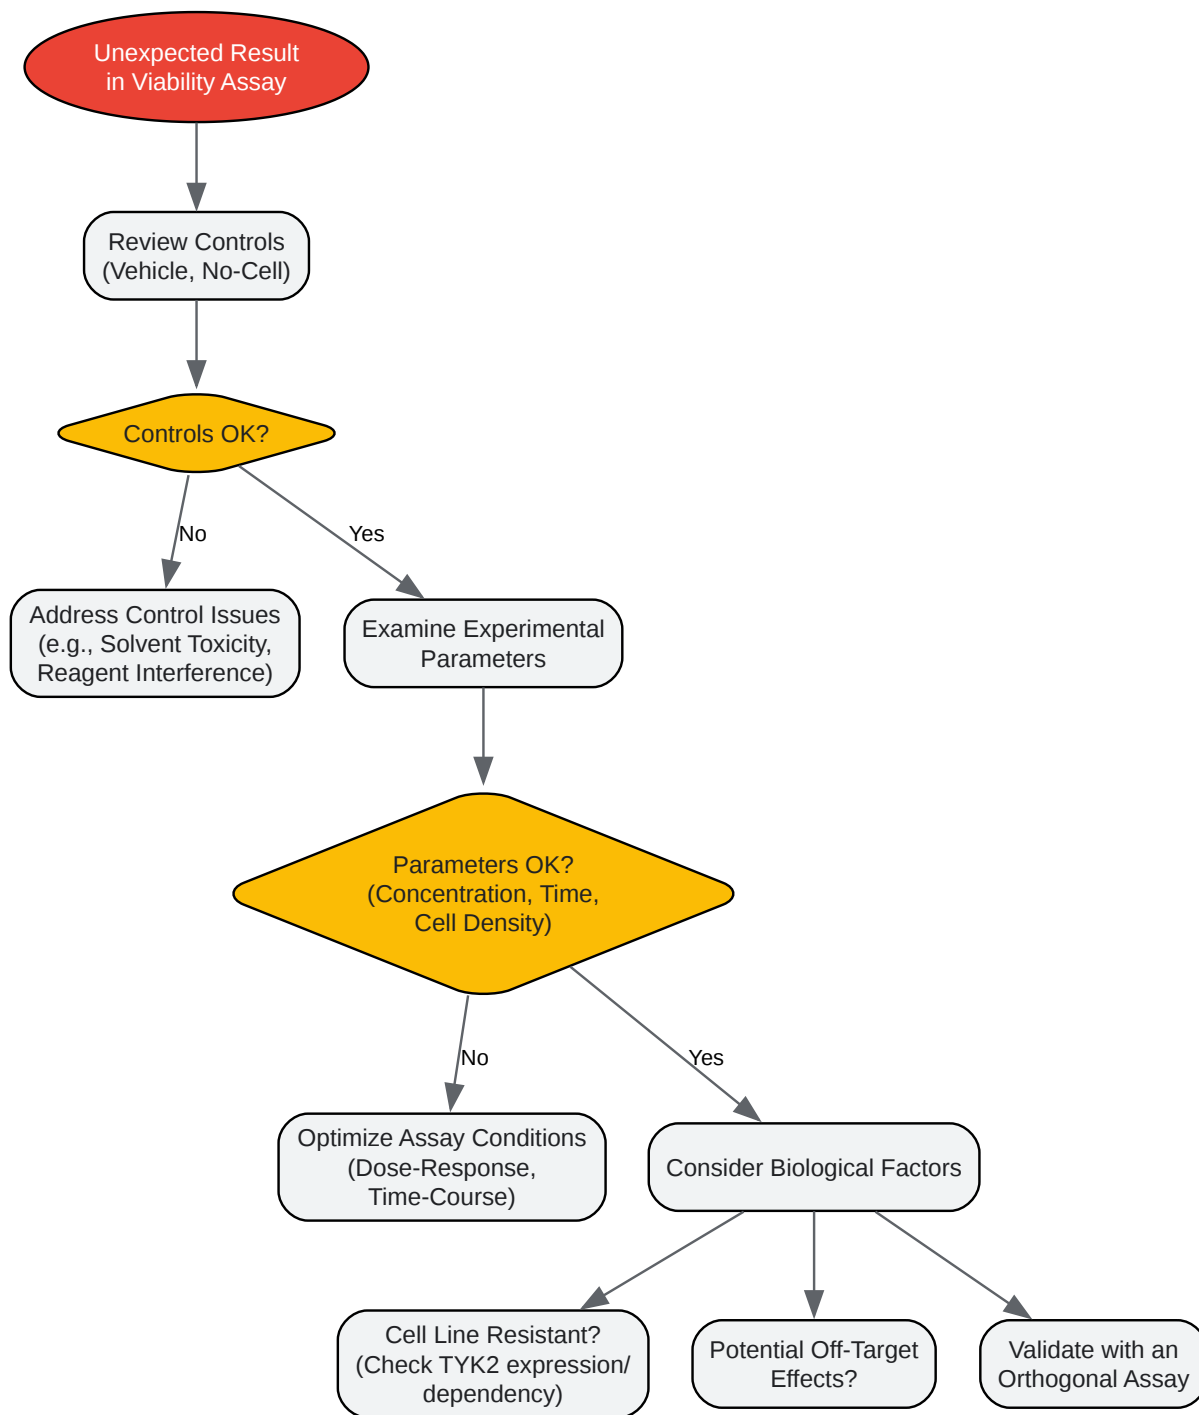 Unexpected Result
in Viability Assay
Review Controls
(Vehicle, No-Cell)
Controls OK?
No
Yes
Address Control Issues
(e.g., Solvent Toxicity,
Reagent Interference)
Examine Experimental
Parameters
Parameters OK?
(Concentration, Time,
Cell Density)
No
Yes
Optimize Assay Conditions
(Dose-Response,
Time-Course)
Consider Biological Factors
Cell Line Resistant?
(Check TYK2 expression/
dependency)
Potential Off-Target
Effects?
Validate with an
Orthogonal Assay